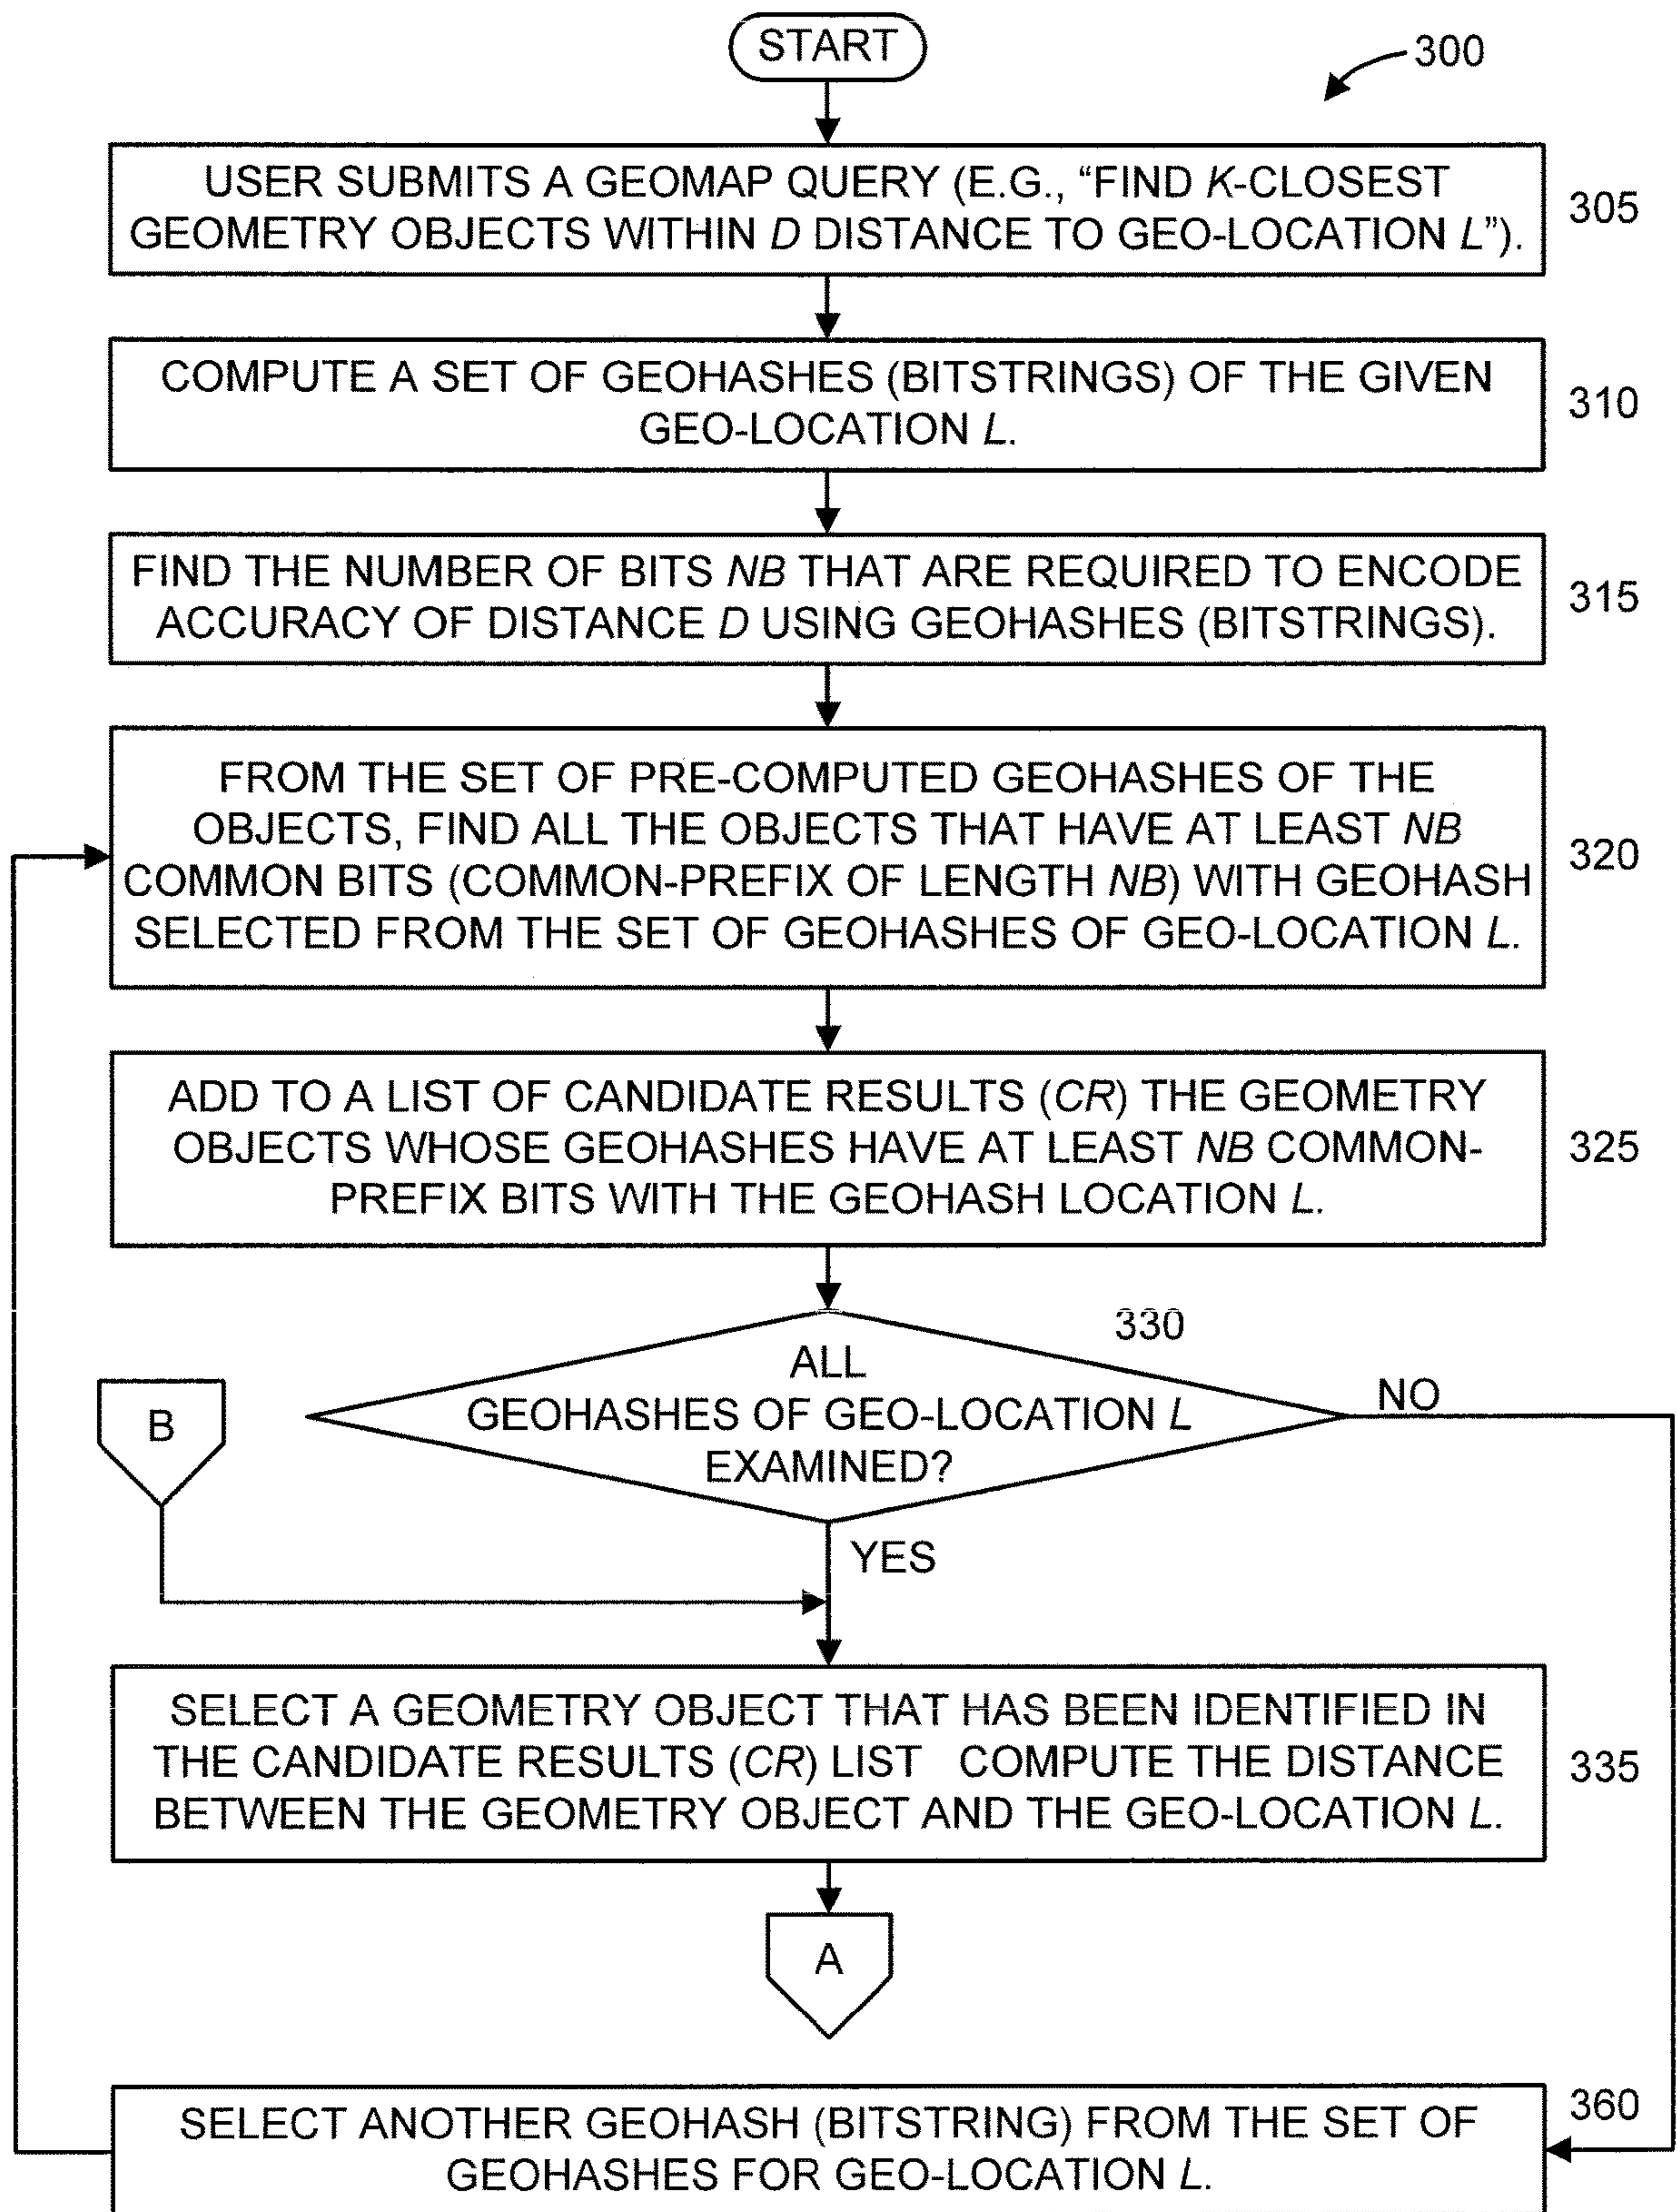 START
300
USER SUBMITS A GEOMAP QUERY (E.G., “FIND K-CLOSEST
GEOMETRY OBJECTS WITHIN D DISTANCE TO GEO-LOCATION L”).
305
COMPUTE A SET OF GEOHASHES (BITSTRINGS) OF THE GIVEN
GEO-LOCATION L.
310
FIND THE NUMBER OF BITS NB THAT ARE REQUIRED TO ENCODE
ACCURACY OF DISTANCE D USING GEOHASHES (BITSTRINGS).
315
FROM THE SET OF PRE-COMPUTED GEOHASHES OF THE
OBJECTS, FIND ALL THE OBJECTS THAT HAVE AT LEAST NB
COMMON BITS (COMMON-PREFIX OF LENGTH NB) WITH GEOHASH
SELECTED FROM THE SET OF GEOHASHES OF GEO-LOCATION L.
320
ADD TO A LIST OF CANDIDATE RESULTS (CR) THE GEOMETRY
OBJECTS WHOSE GEOHASHES HAVE AT LEAST NB COMMON-
PREFIX BITS WITH THE GEOHASH LOCATION L.
325
330
ALL
GEOHASHES OF GEO-LOCATION L
EXAMINED?
NO
B
YES
SELECT A GEOMETRY OBJECT THAT HAS BEEN IDENTIFIED IN
THE CANDIDATE RESULTS (CR) LIST COMPUTE THE DISTANCE
BETWEEN THE GEOMETRY OBJECT AND THE GEO-LOCATION L.
335
A
SELECT ANOTHER GEOHASH (BITSTRING) FROM THE SET OF
GEOHASHES FOR GEO-LOCATION L.
360